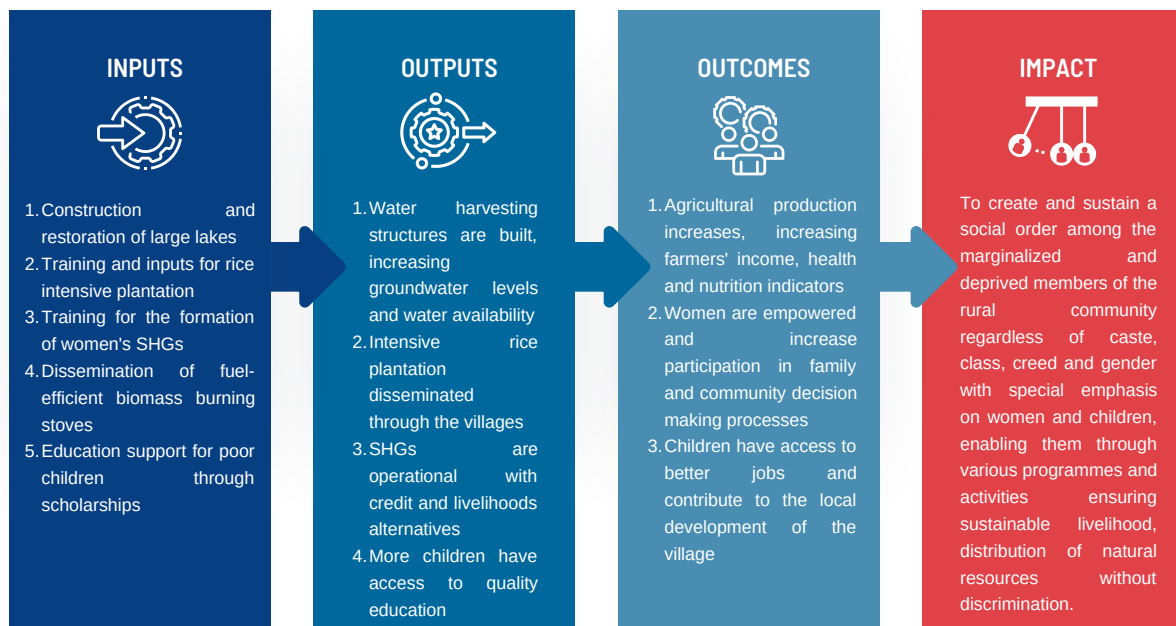 INPUTS
1. Construction and
restoration of large lakes
2. Training and inputs for rice
intensive plantation
3. Training for the formation
of women's SHGs
4. Dissemination of fuel-
efficient biomass burning
stoves
5. Education support for poor
children through
scholarships
OUTPUTS
1. Water harvesting
structures are built,
increasing
groundwater levels
and water availability
2. Intensive rice
plantation
disseminated
through the villages
3. SHGs are
operational with
credit and livelihoods
alternatives
4. More children have
access to quality
education
OUTCOMES
1. Agricultural production
increases, increasing
farmers' income, health
and nutrition indicators
2. Women are empowered
and increase
participation in family
and community decision
making processes
3. Children have access to
better jobs and
contribute to the local
development of the
village
IMPACT
To create and sustain a
social order among the
marginalized and
deprived members of the
rural community
regardless of caste,
class, creed and gender
with special emphasis
on women and children,
enabling them through
various programmes and
activities ensuring
sustainable livelihood,
distribution of natural
resources without
discrimination.